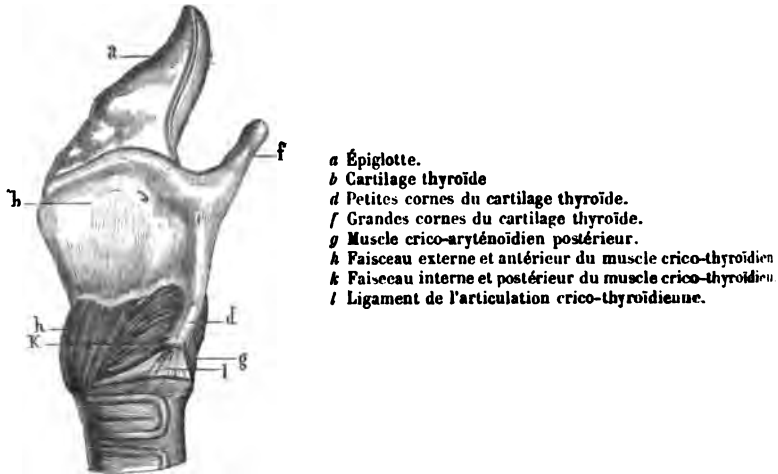 a
f
h
h
d
K
g
l
a Épiglotte.
b Cartilage thyroïde
d Petites cornes du cartilage thyroïde.
f Grandes cornes du cartilage thyroïde.
g Muscle crico-aryténoïdien postérieur.
h Faisceau externe et antérieur du muscle crico-thyroïdien
k Faisceau interne et postérieur du muscle crico-thyroïdien
l Ligament de l'articulation crico-thyroïdienne.